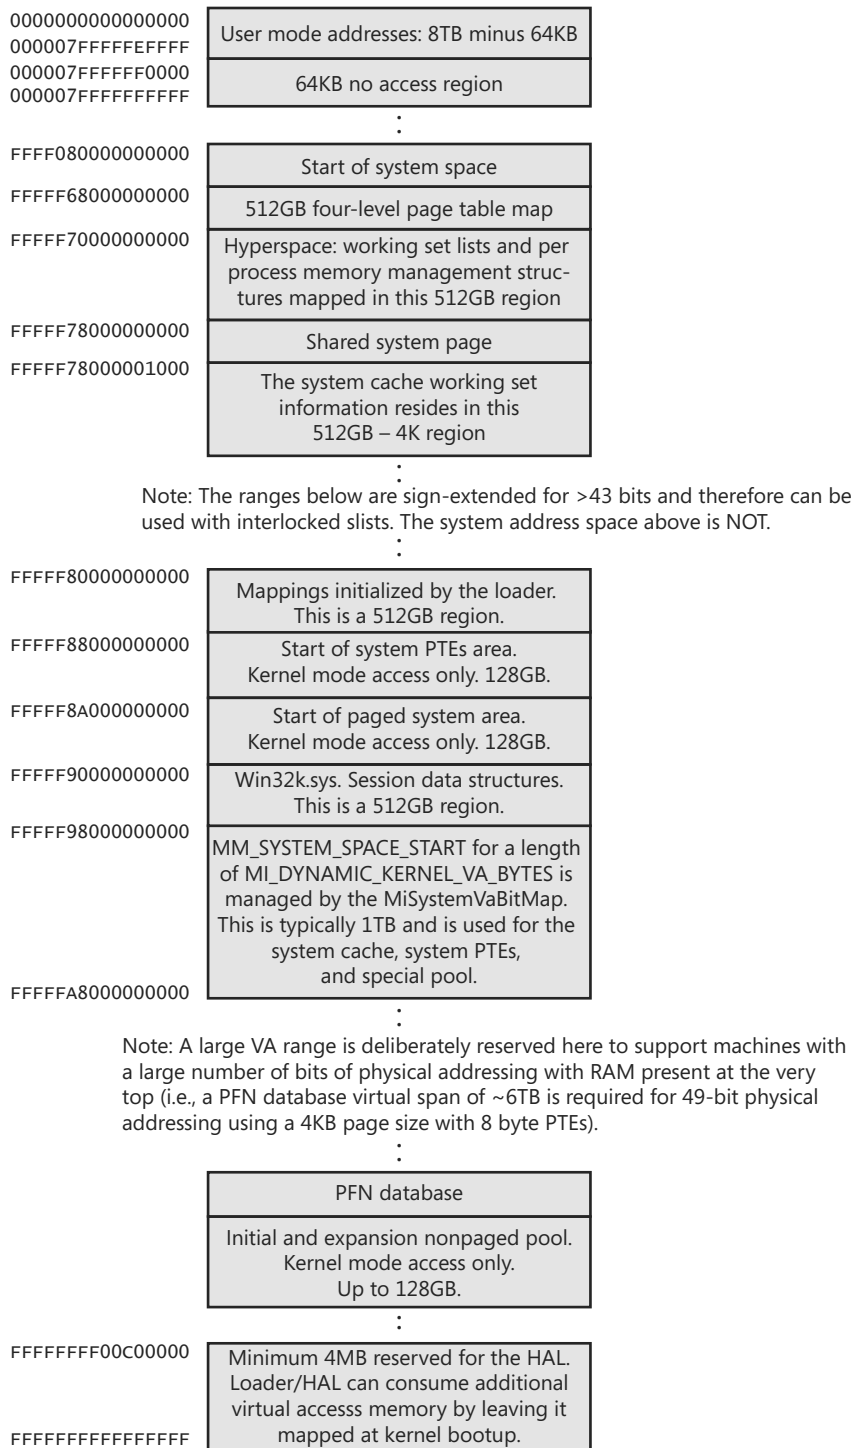 0000000000000000
000007FFFFFEFFFF
User mode addresses: 8TB minus 64KB
000007FFFFFF0000
000007FFFFFFFFFF
64KB no access region
:
FFFF080000000000
Start of system space
FFFFF68000000000
512GB four-level page table map
FFFFF70000000000
Hyperspace: working set lists and per
process memory management struc-
tures mapped in this 512GB region
FFFFF78000000000
Shared system page
FFFFF78000001000
The system cache working set
information resides in this
512GB – 4K region
:
Note: The ranges below are sign-extended for >43 bits and therefore can be
used with interlocked slists. The system address space above is NOT.
:
FFFFF80000000000
Mappings initialized by the loader.
This is a 512GB region.
FFFFF88000000000
Start of system PTEs area.
Kernel mode access only. 128GB.
FFFFF8A000000000
Start of paged system area.
Kernel mode access only. 128GB.
FFFFF90000000000
Win32k.sys. Session data structures.
This is a 512GB region.
FFFFF98000000000
MM_SYSTEM_SPACE_START for a length
of MI_DYNAMIC_KERNEL_VA_BYTES is
managed by the MiSystemVaBitMap.
This is typically 1TB and is used for the
system cache, system PTEs,
and special pool.
FFFFFA8000000000
:
Note: A large VA range is deliberately reserved here to support machines with
a large number of bits of physical addressing with RAM present at the very
top (i.e., a PFN database virtual span of ~6TB is required for 49-bit physical
addressing using a 4KB page size with 8 byte PTEs).
:
PFN database
Initial and expansion nonpaged pool.
Kernel mode access only.
Up to 128GB.
:
FFFFFFFF00C00000
Minimum 4MB reserved for the HAL.
Loader/HAL can consume additional
virtual accesss memory by leaving it
mapped at kernel bootup.
FFFFFFFFFFFFFFFF